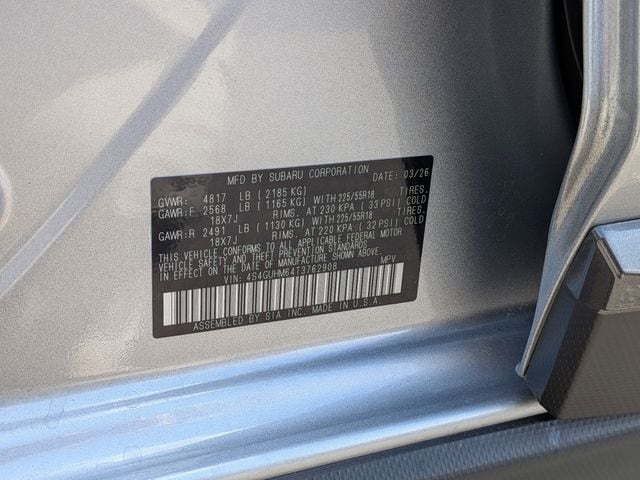 MFD BY SUBARU CORPORATION DATE: 03/26
GVWR: 4817 LB (2185 KG)
GAWR:F 2568 LB (1165 KG) WITH 225/55R18 TIRES.
18X7J RIMS. AT 230 KPA (33 PSI) COLD
GAWR:R 2491 LB (1130 KG) WITH 225/55R18 TIRES.
18X7J RIMS. AT 220 KPA (32 PSI) COLD
THIS VEHICLE CONFORMS TO ALL APPLICABLE FEDERAL MOTOR
VEHICLE SAFETY AND THEFT PREVENTION STANDARDS
IN EFFECT ON THE DATE OF MANUFACTURE SHOWN ABOVE.
VIN: 4S4GUHM64T3762908 MPV
ASSEMBLED BY SIA INC. MADE IN U.S.A.